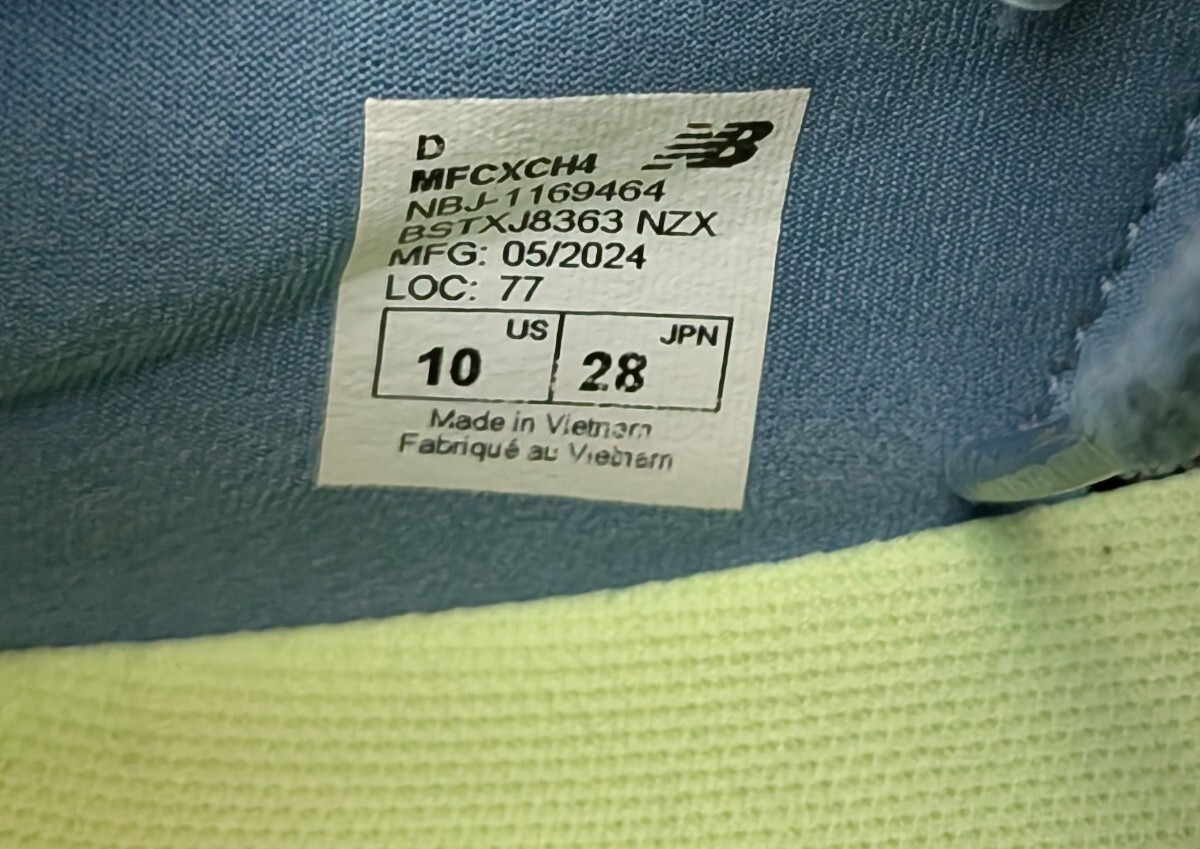 D
NB
MFCXCH4
NBJ-1169464
BSTXJ8363 NZX
MFG: 05/2024
LOC: 77
US JPN
10 28
Made in Vietnam
Fabriqué au Vietnam